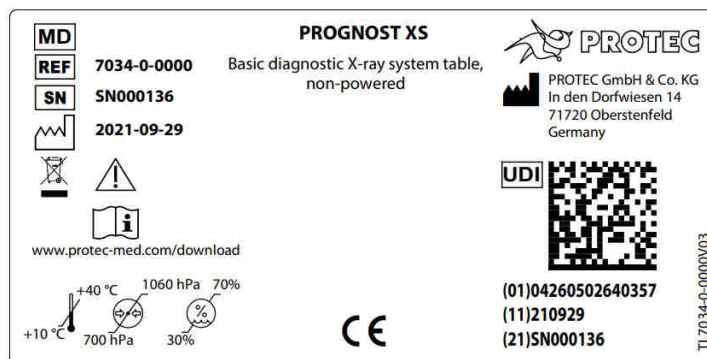 MD
REF 7034-0-0000
SN SN000136
2021-09-29
www.protec-med.com/download
+40 °C
+10 °C
1060 hPa
700 hPa
70%
%
30%
PROGNOST XS
Basic diagnostic X-ray system table,
non-powered
CE
PROTEC
PROTEC GmbH & Co. KG
In den Dorfwiesen 14
71720 Oberstenfeld
Germany
UDI
(01)04260502640357
(11)210929
(21)SN000136
TL7034-0-0000V03